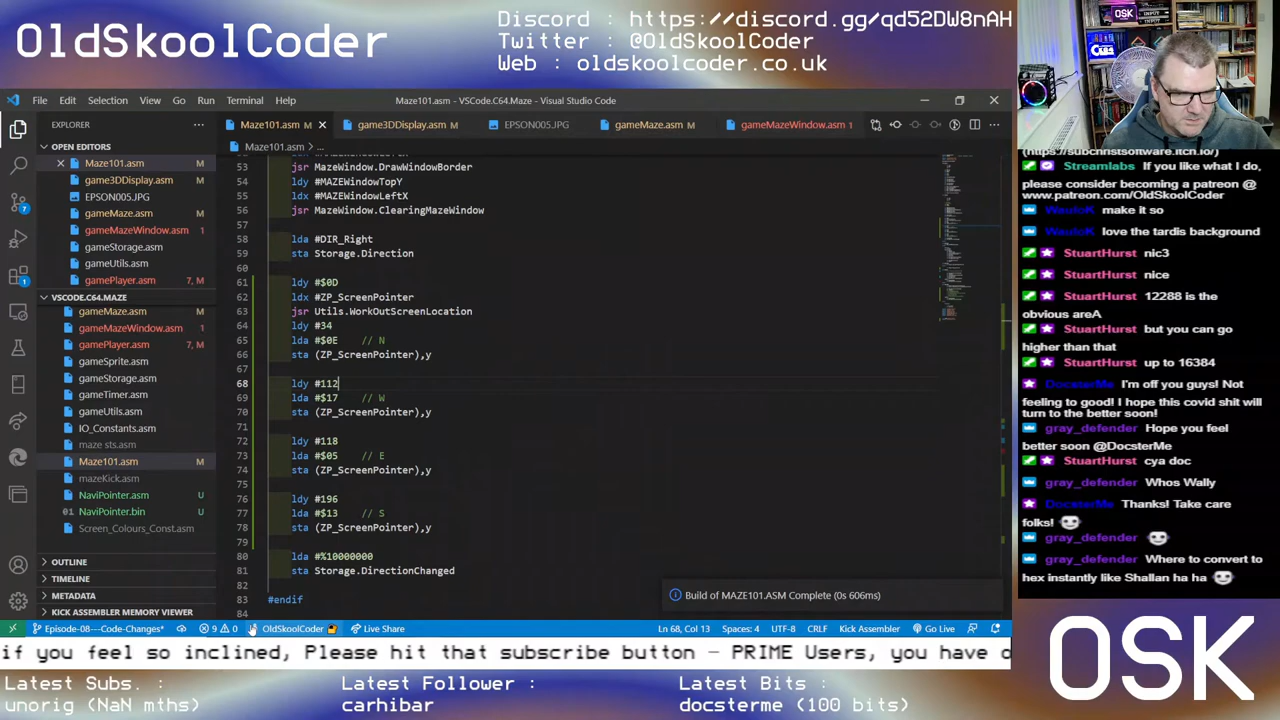 OldSkoolCoder
Discord : https://discord.gg/qd52DW8nAH
Twitter : @OldSkoolCoder
Web : oldskoolcoder.co.uk
File Edit Selection View Go Run Terminal Help
Maze101.asm - VSCode.C64.Maze - Visual Studio Code
EXPLORER
Maze101.asm M
game3DDisplay.asm M
EPSON005.JPG
gameMaze.asm M
gameMazeWindow.asm 1
OPEN EDITORS
Maze101.asm M
game3DDisplay.asm M
EPSON005.JPG
gameMaze.asm M
gameMazeWindow.asm 1
gameStorage.asm
gameUtils.asm
gamePlayer.asm 7, M
VSCODE.C64.MAZE
gameMaze.asm M
gameMazeWindow.asm 1
gamePlayer.asm 7, M
gameSprite.asm
gameStorage.asm
gameTimer.asm
gameUtils.asm
IO_Constants.asm
maze sts.asm
Maze101.asm M
mazeKick.asm
NaviPointer.asm U
NaviPointer.bin U
Screen_Colours_Const.asm
OUTLINE
TIMELINE
METADATA
KICK ASSEMBLER MEMORY VIEWER
Maze101.asm > ...
53 jsr MazeWindow.DrawWindowBorder
54 ldy #MAZEWindowTopY
55 ldx #MAZEWindowLeftX
56 jsr MazeWindow.ClearingMazeWindow
57
58 lda #DIR_Right
59 sta Storage.Direction
60
61 ldy #$0D
62 ldx #ZP_ScreenPointer
63 jsr Utils.WorkOutScreenLocation
64 ldy #34
65 lda #$0E // N
66 sta (ZP_ScreenPointer),y
67
68 ldy #112
69 lda #$17 // W
70 sta (ZP_ScreenPointer),y
71
72 ldy #118
73 lda #$05 // E
74 sta (ZP_ScreenPointer),y
75
76 ldy #196
77 lda #$13 // S
78 sta (ZP_ScreenPointer),y
79
80 lda #%10000000
81 sta Storage.DirectionChanged
82
83 #endif
84
Build of MAZE101.ASM Complete (0s 606ms)
Episode-08---Code-Changes* 9 0 OldSkoolCoder Live Share Ln 68, Col 13 Spaces: 4 UTF-8 CRLF Kick Assembler Go Live
(https://subchristsoftware.itch.io/)
Streamlabs If you like what I do, please consider becoming a patreon @ www.patreon.com/OldSkoolCoder
WauloK make it so
WauloK love the tardis background
StuartHurst nic3
StuartHurst nice
StuartHurst 12288 is the obvious areA
StuartHurst but you can go higher than that
StuartHurst up to 16384
DocsterMe I'm off you guys! Not feeling to good! I hope this covid shit will turn to the better soon!
gray_defender Hope you feel better soon @DocsterMe
StuartHurst cya doc
gray_defender Whos Wally
DocsterMe Thanks! Take care folks!
gray_defender
gray_defender Where to convert to hex instantly like Shallan ha ha
if you feel so inclined, Please hit that subscribe button – PRIME Users, you have
OSK
Latest Subs. :
unorig (NaN mths)
Latest Follower :
carhibar
Latest Bits :
docsterme (100 bits)